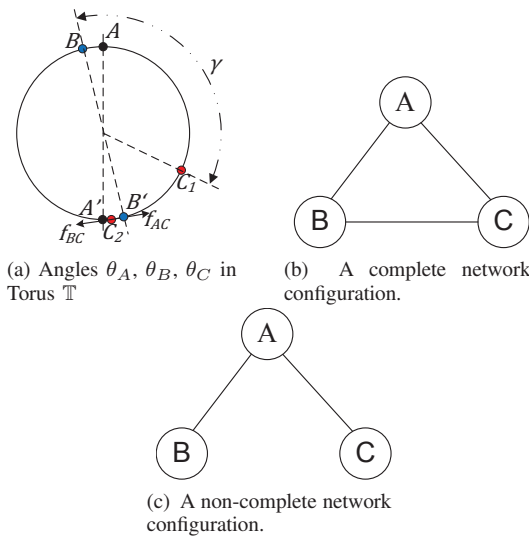 B A
γ
C1
A' B'
fBC C2 fAC
(a) Angles θA, θB, θC in
Torus 𝕋
A
B C
(b) A complete network
configuration.
A
B C
(c) A non-complete network
configuration.